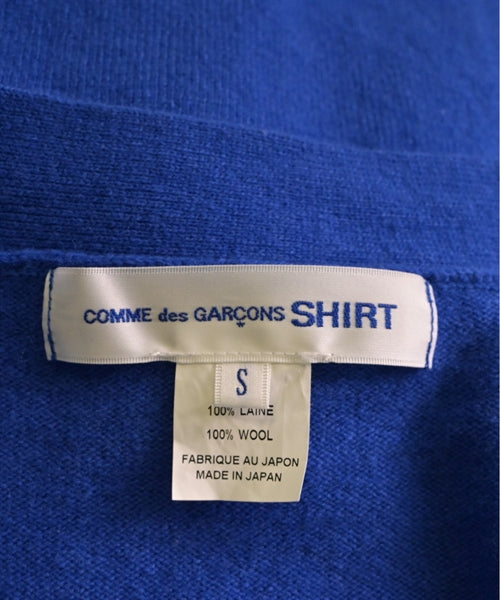 COMME des GARÇONS SHIRT
S
100% LAINE
100% WOOL
FABRIQUE AU JAPON
MADE IN JAPAN